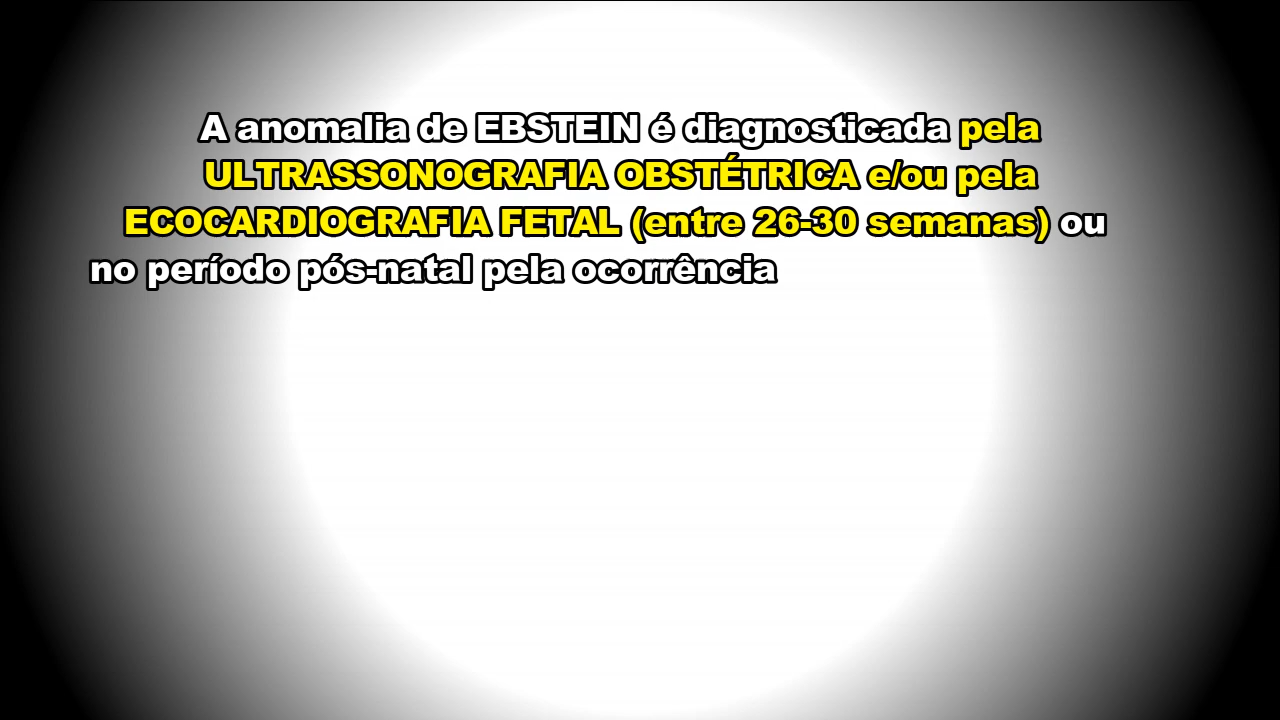 A anomalia de EBSTEIN é diagnosticada pela
ULTRASSONOGRAFIA OBSTÉTRICA e/ou pela
ECOCARDIOGRAFIA FETAL (entre 26-30 semanas) ou
no período pós-natal pela ocorrência